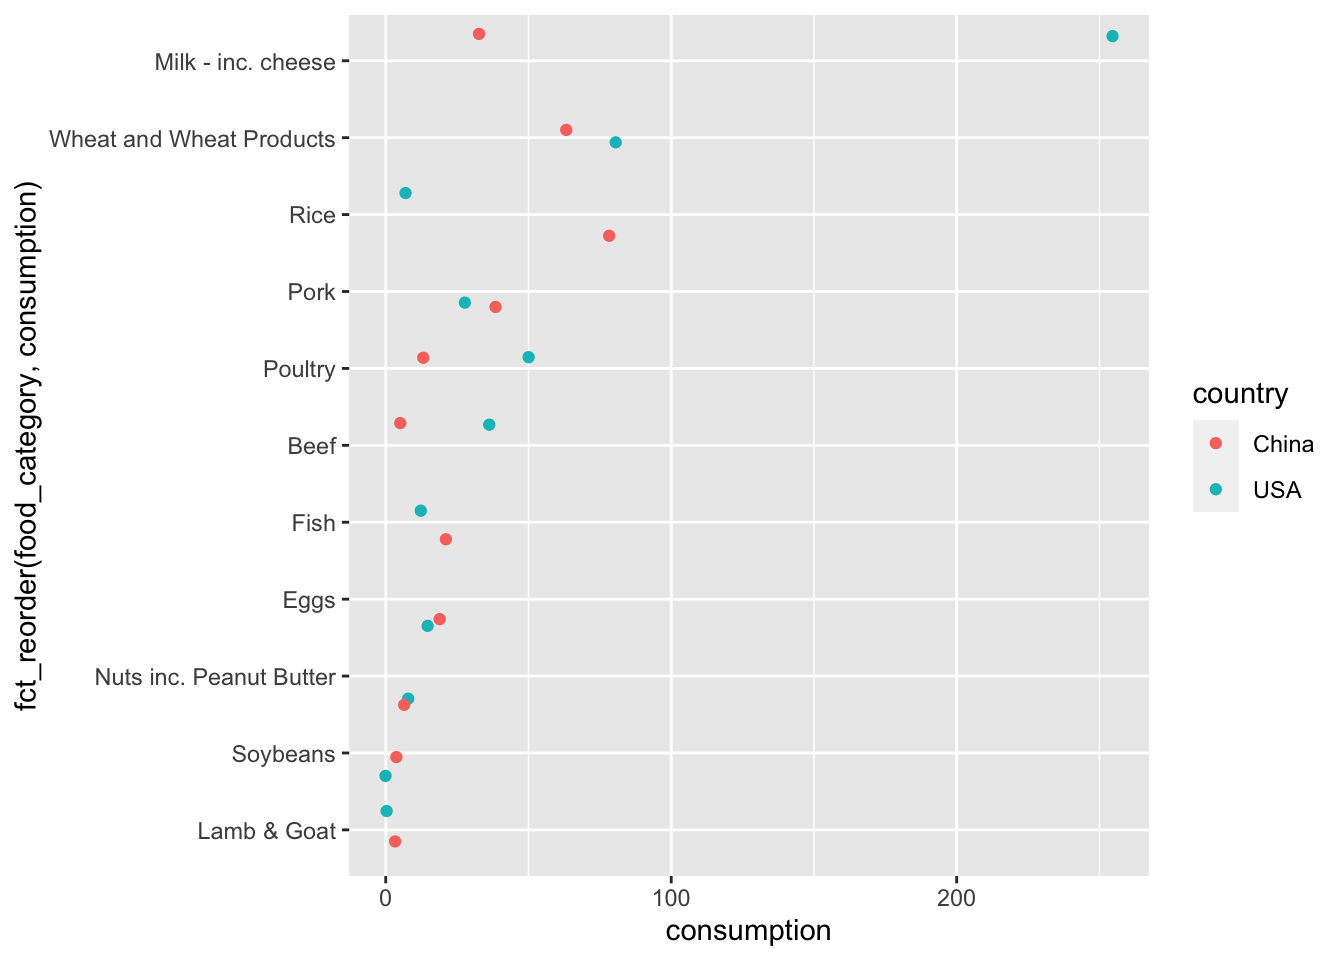 fct_reorder(food_category, consumption)
Milk - inc. cheese
Wheat and Wheat Products
Rice
Pork
Poultry
Beef
Fish
Eggs
Nuts inc. Peanut Butter
Soybeans
Lamb & Goat
0 100 200
consumption
country
China
USA